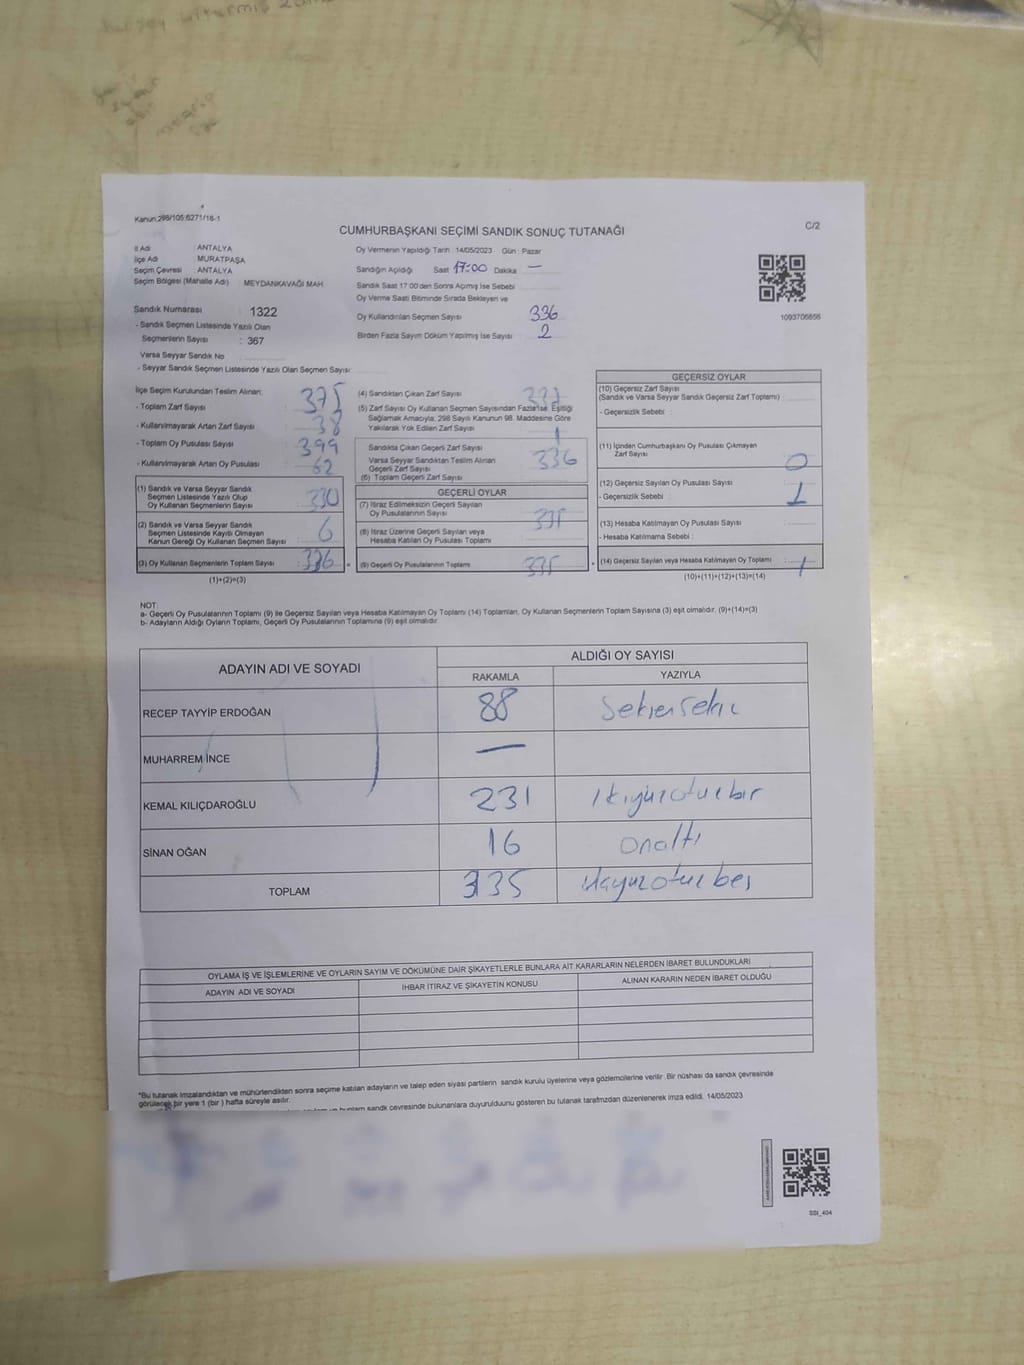 Kanun:298/105:6271/16-1
CUMHURBAŞKANI SEÇİMİ SANDIK SONUÇ TUTANAĞI
C/2
İl Adı ANTALYA
İlçe Adı MURATPAŞA
Seçim Çevresi ANTALYA
Seçim Bölgesi (Mahalle Adı) MEYDANKAVAĞI MAH.
Sandık Numarası 1322
- Sandık Seçmen Listesinde Yazılı Olan
Seçmenlerin Sayısı : 367
Varsa Seyyar Sandık No
- Seyyar Sandık Seçmen Listesinde Yazılı Olan Seçmen Sayısı
Oy Vermenin Yapıldığı Tarih : 14/05/2023 Gün : Pazar
Sandığın Açıldığı Saat 17:00 Dakika —
Sandık Saat 17:00'den Sonra Açımış İse Sebebi
Oy Verme Saati Bitiminde Sırada Bekleyen ve
Oy Kullandırılan Seçmen Sayısı 336
Birden Fazla Sayım Döküm Yapılmış İse Sayısı 2
1093706656
İlçe Seçim Kurulundan Teslim Alınan:
- Toplam Zarf Sayısı 375
- Kullanılmayarak Artan Zarf Sayısı 38
- Toplam Oy Pusulası Sayısı 399
- Kullanılmayarak Artan Oy Pusulası 62
(1) Sandık ve Varsa Seyyar Sandık
Seçmen Listesinde Yazılı Olup
Oy Kullanan Seçmenlerin Sayısı : 330
(2) Sandık ve Varsa Seyyar Sandık
Seçmen Listesinde Kayıtlı Olmayan
Kanun Gereği Oy Kullanan Seçmen Sayısı : 6
(3) Oy Kullanan Seçmenlerin Toplam Sayısı : 336
(1)+(2)=(3)
(4) Sandıktan Çıkan Zarf Sayısı 337
(5) Zarf Sayısı Oy Kullanan Seçmen Sayısından Fazla ise Eşitliği
Sağlamak Amacıyla; 298 Sayılı Kanunun 98. Maddesine Göre
Yakılarak Yok Edilen Zarf Sayısı 1
Sandıkta Çıkan Geçerli Zarf Sayısı
Varsa Seyyar Sandıktan Teslim Alınan
Geçerli Zarf Sayısı
(6) Toplam Geçerli Zarf Sayısı 336
GEÇERLİ OYLAR
(7) İtiraz Edilmeksizin Geçerli Sayılan
Oy Pusulalarının Sayısı 335
(8) İtiraz Üzerine Geçerli Sayılan veya
Hesaba Katılan Oy Pusulası Toplamı
(9) Geçerli Oy Pusulalarının Toplamı 335
GEÇERSİZ OYLAR
(10) Geçersiz Zarf Sayısı
(Sandık ve Varsa Seyyar Sandık Geçersiz Zarf Toplamı)
- Geçersizlik Sebebi :
(11) İçinden Cumhurbaşkanı Oy Pusulası Çıkmayan
Zarf Sayısı 0
(12) Geçersiz Sayılan Oy Pusulası Sayısı 1
- Geçersizlik Sebebi :
(13) Hesaba Katılmayan Oy Pusulası Sayısı
- Hesaba Katılmama Sebebi :
(14) Geçersiz Sayılan veya Hesaba Katılmayan Oy Toplamı : 1
(10)+(11)+(12)+(13)=(14)
NOT:
a- Geçerli Oy Pusulalarının Toplamı (9) ile Geçersiz Sayılan veya Hesaba Katılmayan Oy Toplamı (14) Toplamları, Oy Kullanan Seçmenlerin Toplam Sayısına (3) eşit olmalıdır. (9)+(14)=(3)
b- Adayların Aldığı Oyların Toplamı, Geçerli Oy Pusulalarının Toplamına (9) eşit olmalıdır.
ADAYIN ADI VE SOYADI ALDIĞI OY SAYISI
RAKAMLA YAZIYLA
RECEP TAYYİP ERDOĞAN 88 Seksensekiz
MUHARREM İNCE —
KEMAL KILIÇDAROĞLU 231 İkiyüzotuzbir
SİNAN OĞAN 16 Onaltı
TOPLAM 335 üçyüzotuzbeş
OYLAMA İŞ VE İŞLEMLERİNE VE OYLARIN SAYIM VE DÖKÜMÜNE DAİR ŞİKAYETLERLE BUNLARA AİT KARARLARIN NELERDEN İBARET BULUNDUKLARI
ADAYIN ADI VE SOYADI İHBAR İTİRAZ VE ŞİKAYETİN KONUSU ALINAN KARARIN NEDEN İBARET OLDUĞU
*Bu tutanak imzalandıktan ve mühürlendikten sonra seçime katılan adayların ve talep eden siyasi partilerin sandık kurulu üyelerine veya gözlemcilerine verilir. Bir nüshası da sandık çevresinde
görülecek bir yere 1 (bir ) hafta süreyle asılır.
sandık çevresinde bulunanlara duyurulduunu gösteren bu tutanak tarafımzdan düzenlenerek imza edildi. 14/05/2023
SSI_404